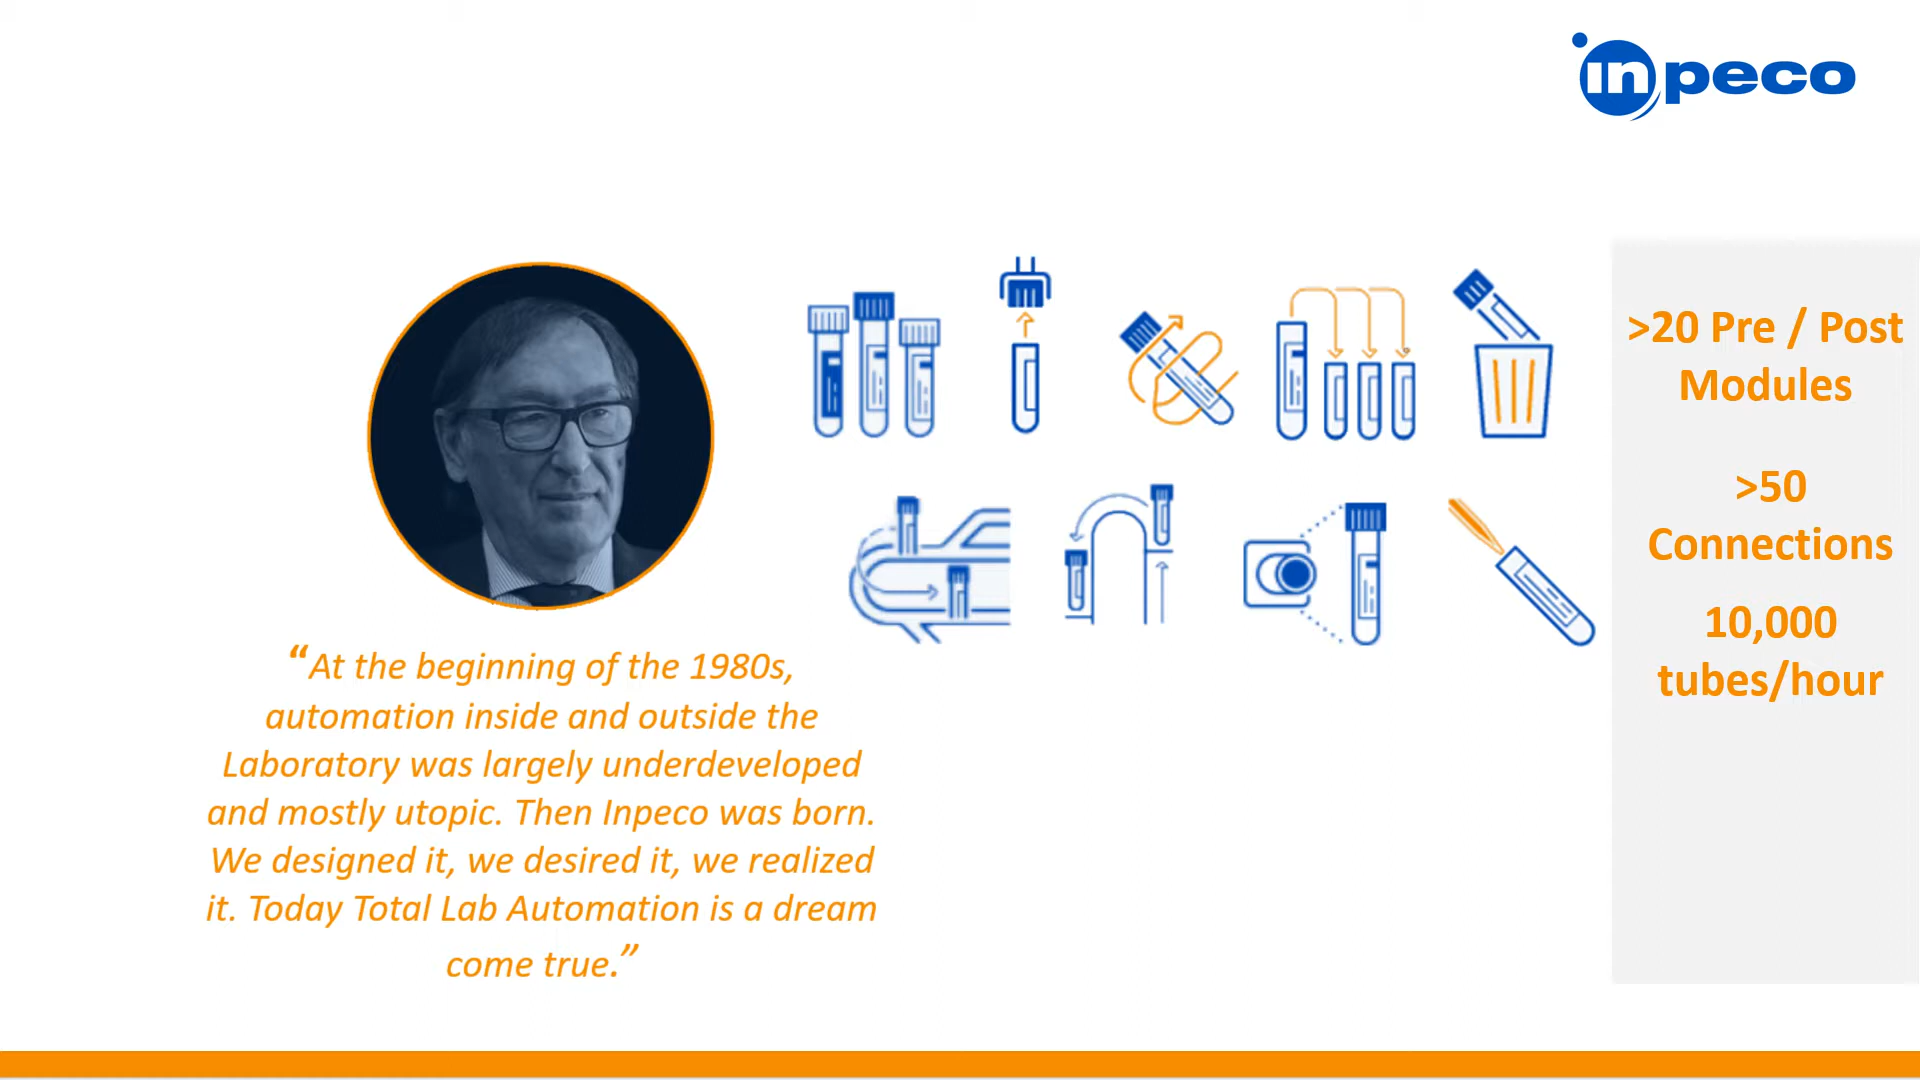 inpeco
>20 Pre / Post
Modules
>50
Connections
10,000
tubes/hour
“At the beginning of the 1980s,
automation inside and outside the
Laboratory was largely underdeveloped
and mostly utopic. Then Inpeco was born.
We designed it, we desired it, we realized
it. Today Total Lab Automation is a dream
come true.”